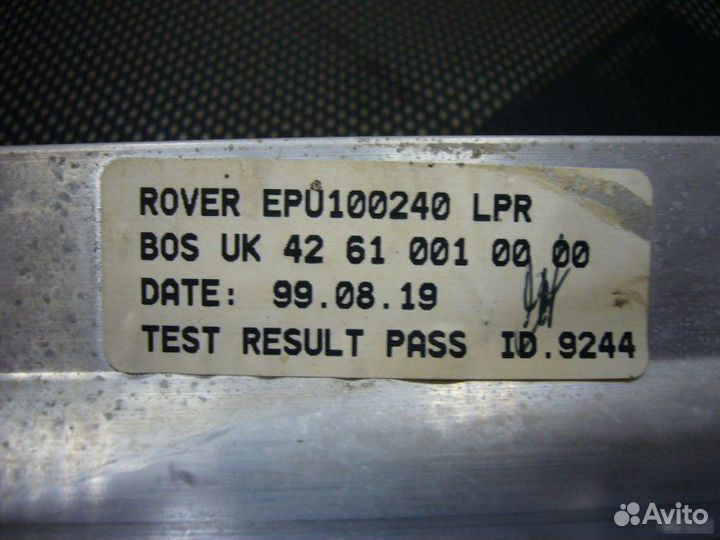 ROVER EPU100240 LPR
BOS UK 42 61 001 00 00
DATE: 99.08.19
TEST RESULT PASS ID.9244
Avito